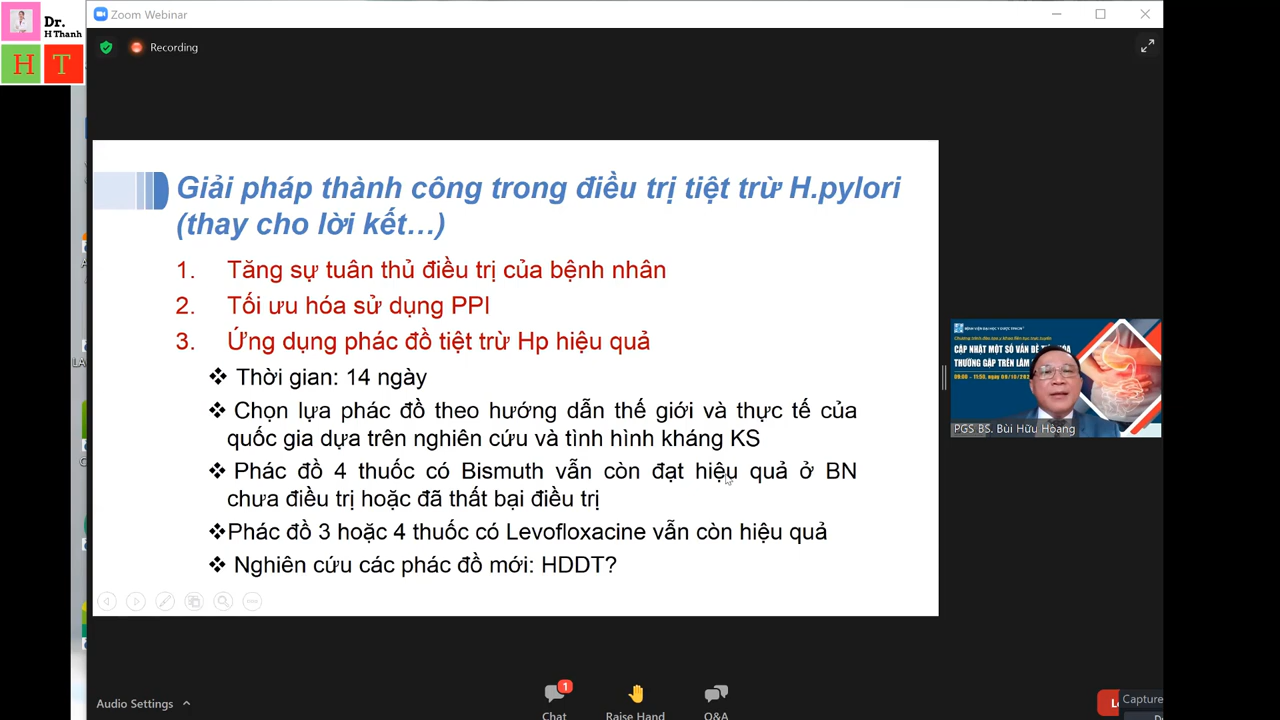 Dr.
H Thanh
H T
Zoom Webinar
Recording
Giải pháp thành công trong điều trị tiệt trừ H.pylori
(thay cho lời kết…)
1. Tăng sự tuân thủ điều trị của bệnh nhân
2. Tối ưu hóa sử dụng PPI
3. Ứng dụng phác đồ tiệt trừ Hp hiệu quả
❖ Thời gian: 14 ngày
❖ Chọn lựa phác đồ theo hướng dẫn thế giới và thực tế của
quốc gia dựa trên nghiên cứu và tình hình kháng KS
❖ Phác đồ 4 thuốc có Bismuth vẫn còn đạt hiệu quả ở BN
chưa điều trị hoặc đã thất bại điều trị
❖Phác đồ 3 hoặc 4 thuốc có Levofloxacine vẫn còn hiệu quả
❖ Nghiên cứu các phác đồ mới: HDDT?
BỆNH VIỆN ĐẠI HỌC Y DƯỢC TPHCM
CẬP NHẬT MỘT SỐ VẤN ĐỀ
THƯỜNG GẶP TRÊN
PGS BS. Bùi Hữu Hoàng
Audio Settings
1
Chat
Raise Hand
Q&A
Capture